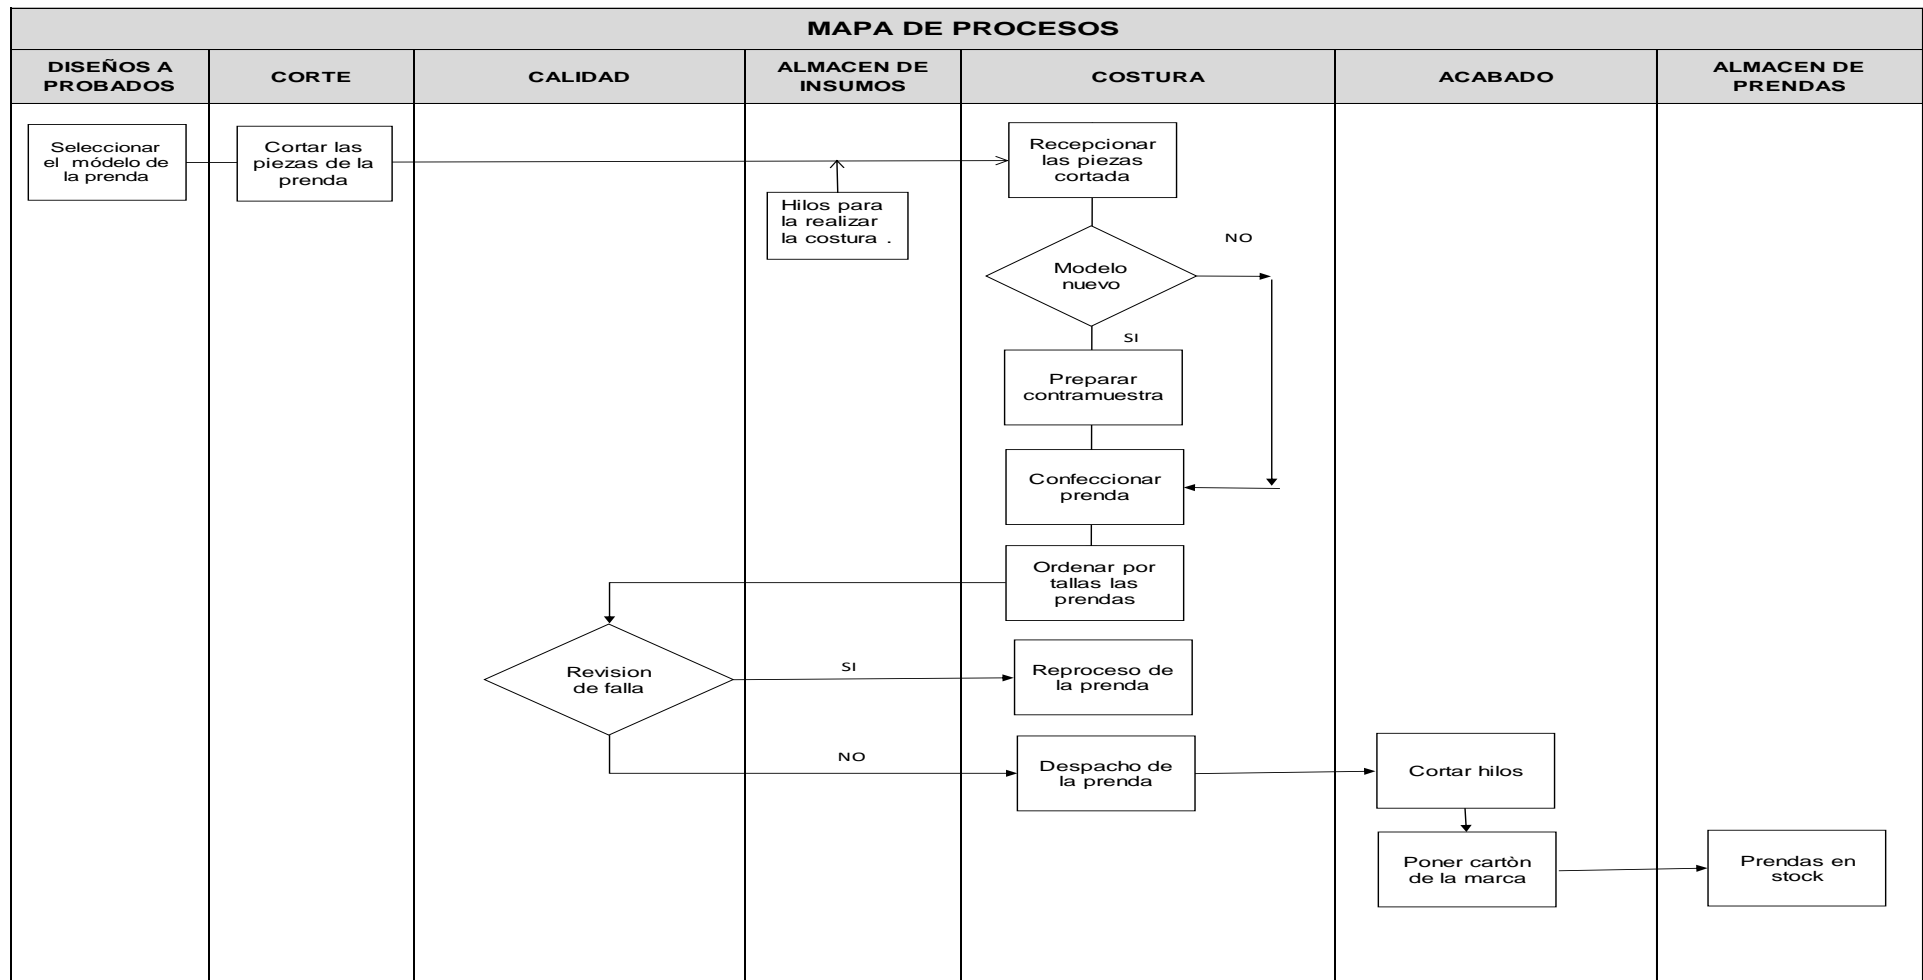 MAPA DE PROCESOS
DISEÑOS A
PROBADOS
CORTE
CALIDAD
ALMACEN DE
INSUMOS
COSTURA
ACABADO
ALMACEN DE
PRENDAS
Seleccionar
el módelo de
la prenda
Cortar las
piezas de la
prenda
Hilos para
la realizar
la costura .
Recepcionar
las piezas
cortada
Modelo
nuevo
NO
SI
Preparar
contramuestra
Confeccionar
prenda
Ordenar por
tallas las
prendas
Revision
de falla
SI
Reproceso de
la prenda
NO
Despacho de
la prenda
Cortar hilos
Poner cartòn
de la marca
Prendas en
stock